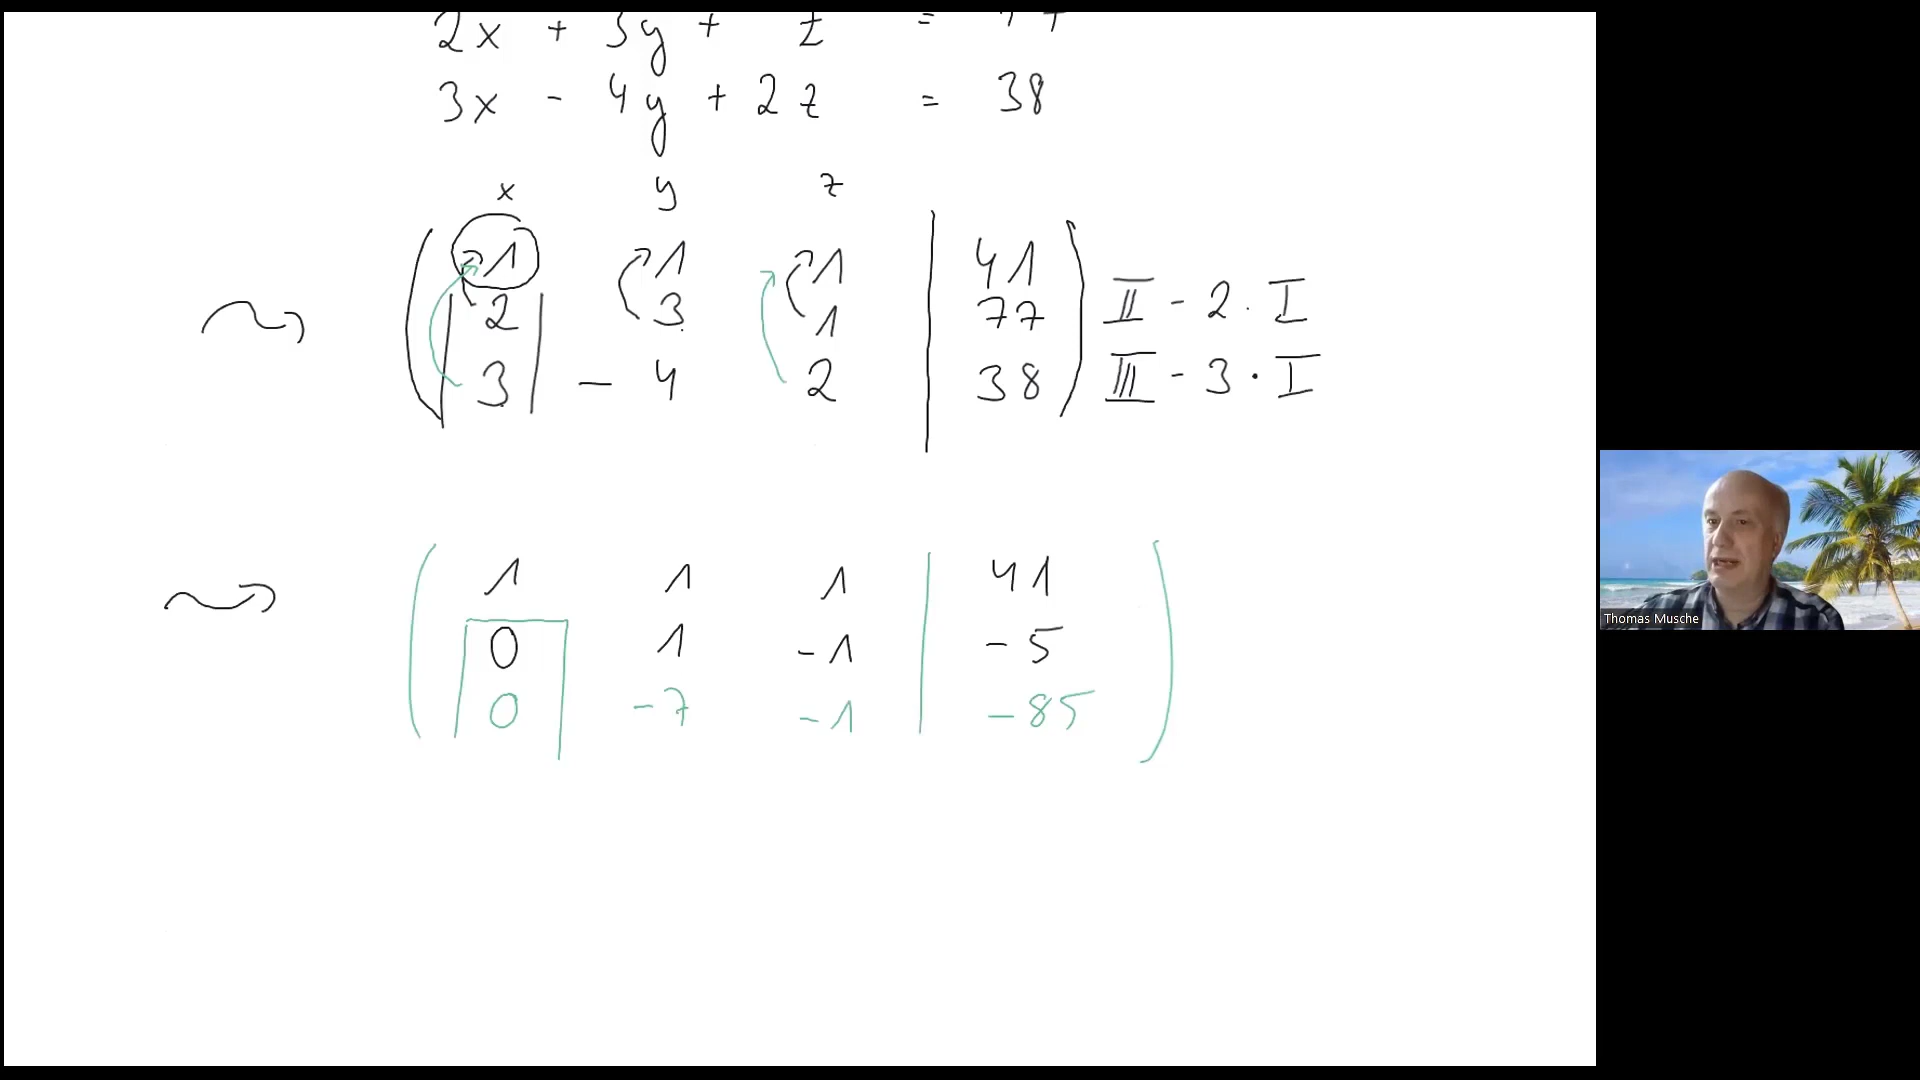 2x + 3y + z =
3x - 4y + 2z = 38
x y z
1 1 1 | 41
2 3 1 | 77 II - 2 · I
3 - 4 2 | 38 III - 3 · I
1 1 1 | 41
0 1 -1 | -5
0 -7 -1 | -85
Thomas Musche